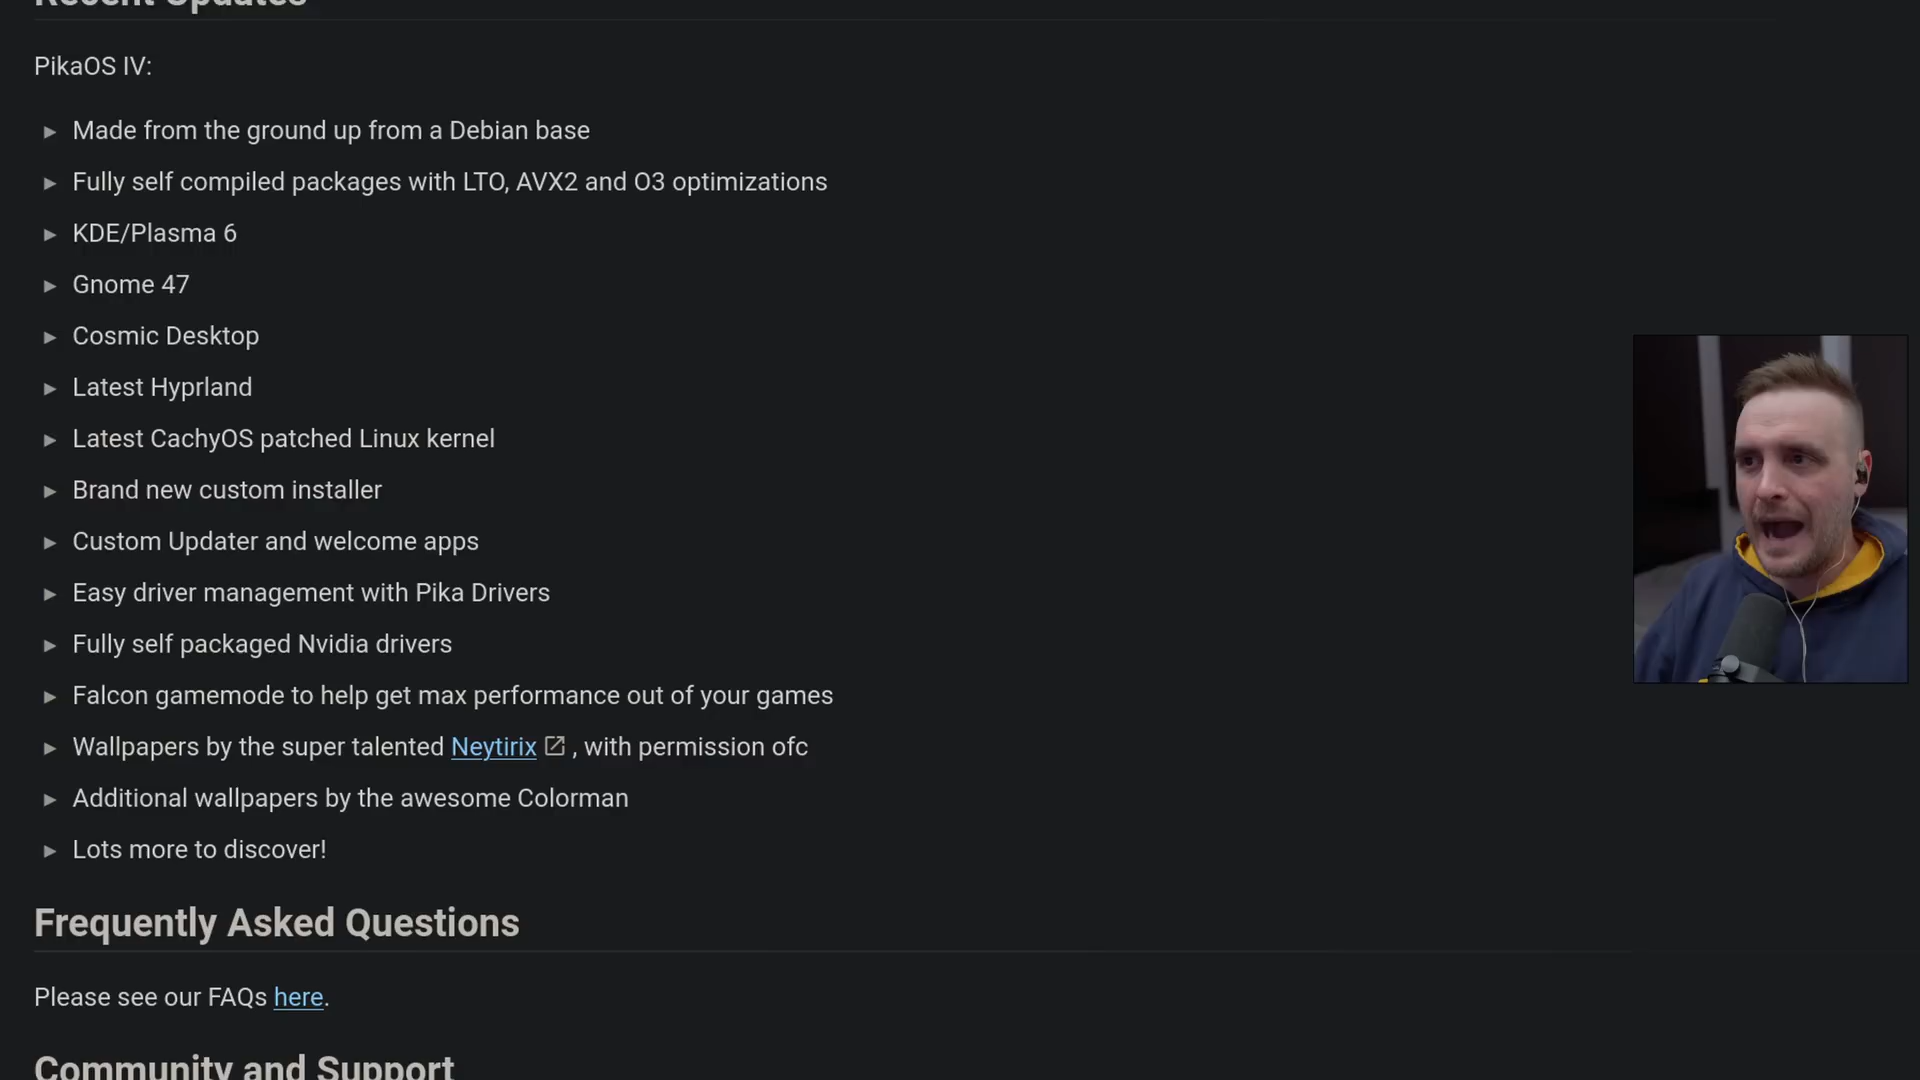 Recent Updates
PikaOS IV:
Made from the ground up from a Debian base
Fully self compiled packages with LTO, AVX2 and O3 optimizations
KDE/Plasma 6
Gnome 47
Cosmic Desktop
Latest Hyprland
Latest CachyOS patched Linux kernel
Brand new custom installer
Custom Updater and welcome apps
Easy driver management with Pika Drivers
Fully self packaged Nvidia drivers
Falcon gamemode to help get max performance out of your games
Wallpapers by the super talented Neytirix , with permission ofc
Additional wallpapers by the awesome Colorman
Lots more to discover!
Frequently Asked Questions
Please see our FAQs here.
Community and Support